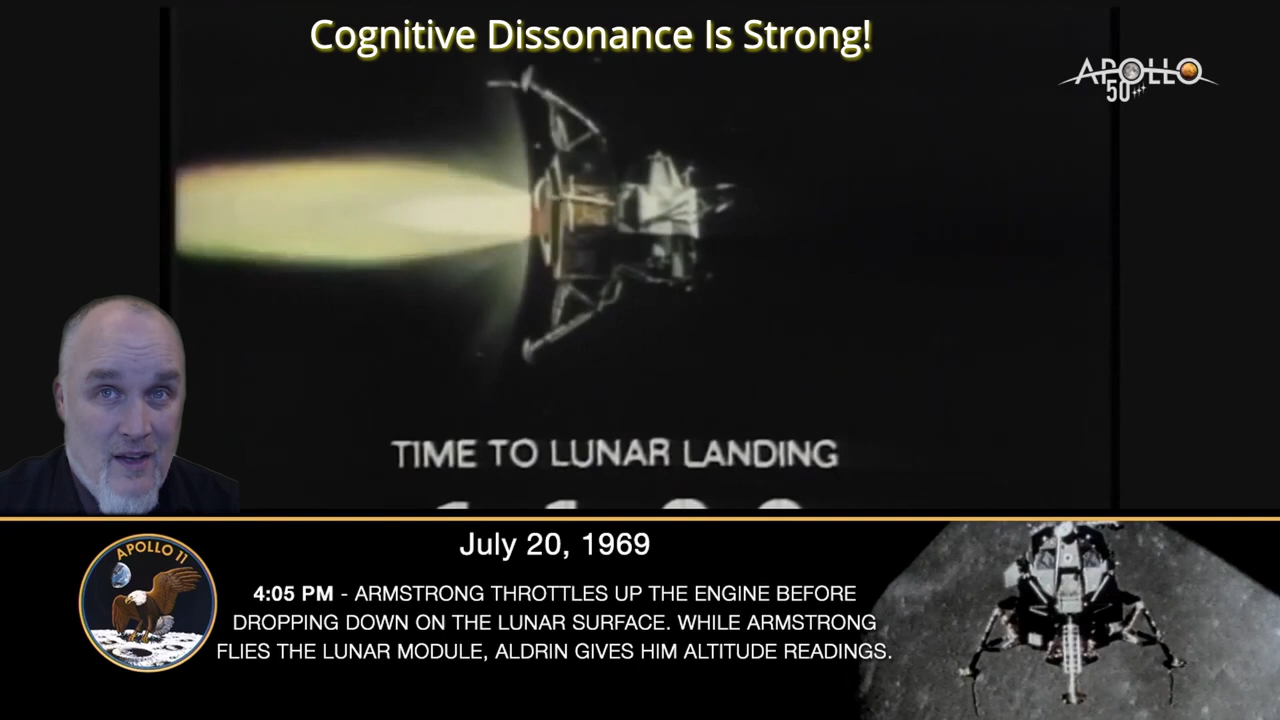 Cognitive Dissonance Is Strong!
APOLLO
50
TIME TO LUNAR LANDING
July 20, 1969
APOLLO 11
4:05 PM - ARMSTRONG THROTTLES UP THE ENGINE BEFORE
DROPPING DOWN ON THE LUNAR SURFACE. WHILE ARMSTRONG
FLIES THE LUNAR MODULE, ALDRIN GIVES HIM ALTITUDE READINGS.